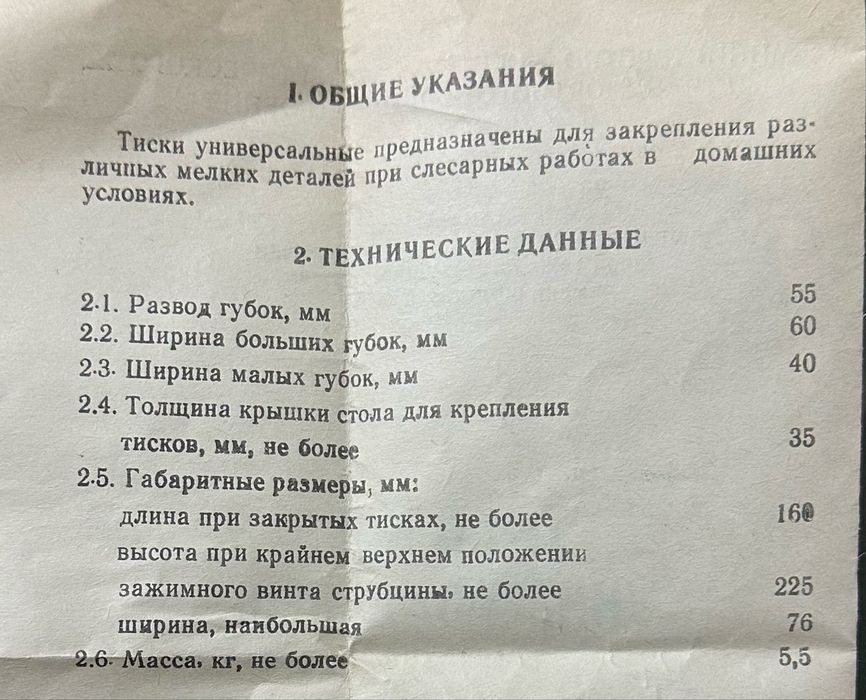 1. ОБЩИЕ УКАЗАНИЯ
Тиски универсальные предназначены для закрепления раз-
личных мелких деталей при слесарных работах в домашних
условиях.
2. ТЕХНИЧЕСКИЕ ДАННЫЕ
2.1. Развод губок, мм 55
2.2. Ширина больших губок, мм 60
2.3. Ширина малых губок, мм 40
2.4. Толщина крышки стола для крепления
тисков, мм, не более 35
2.5. Габаритные размеры, мм:
длина при закрытых тисках, не более 160
высота при крайнем верхнем положении
зажимного винта струбцины, не более 225
ширина, наибольшая 76
2.6. Масса, кг, не более 5,5